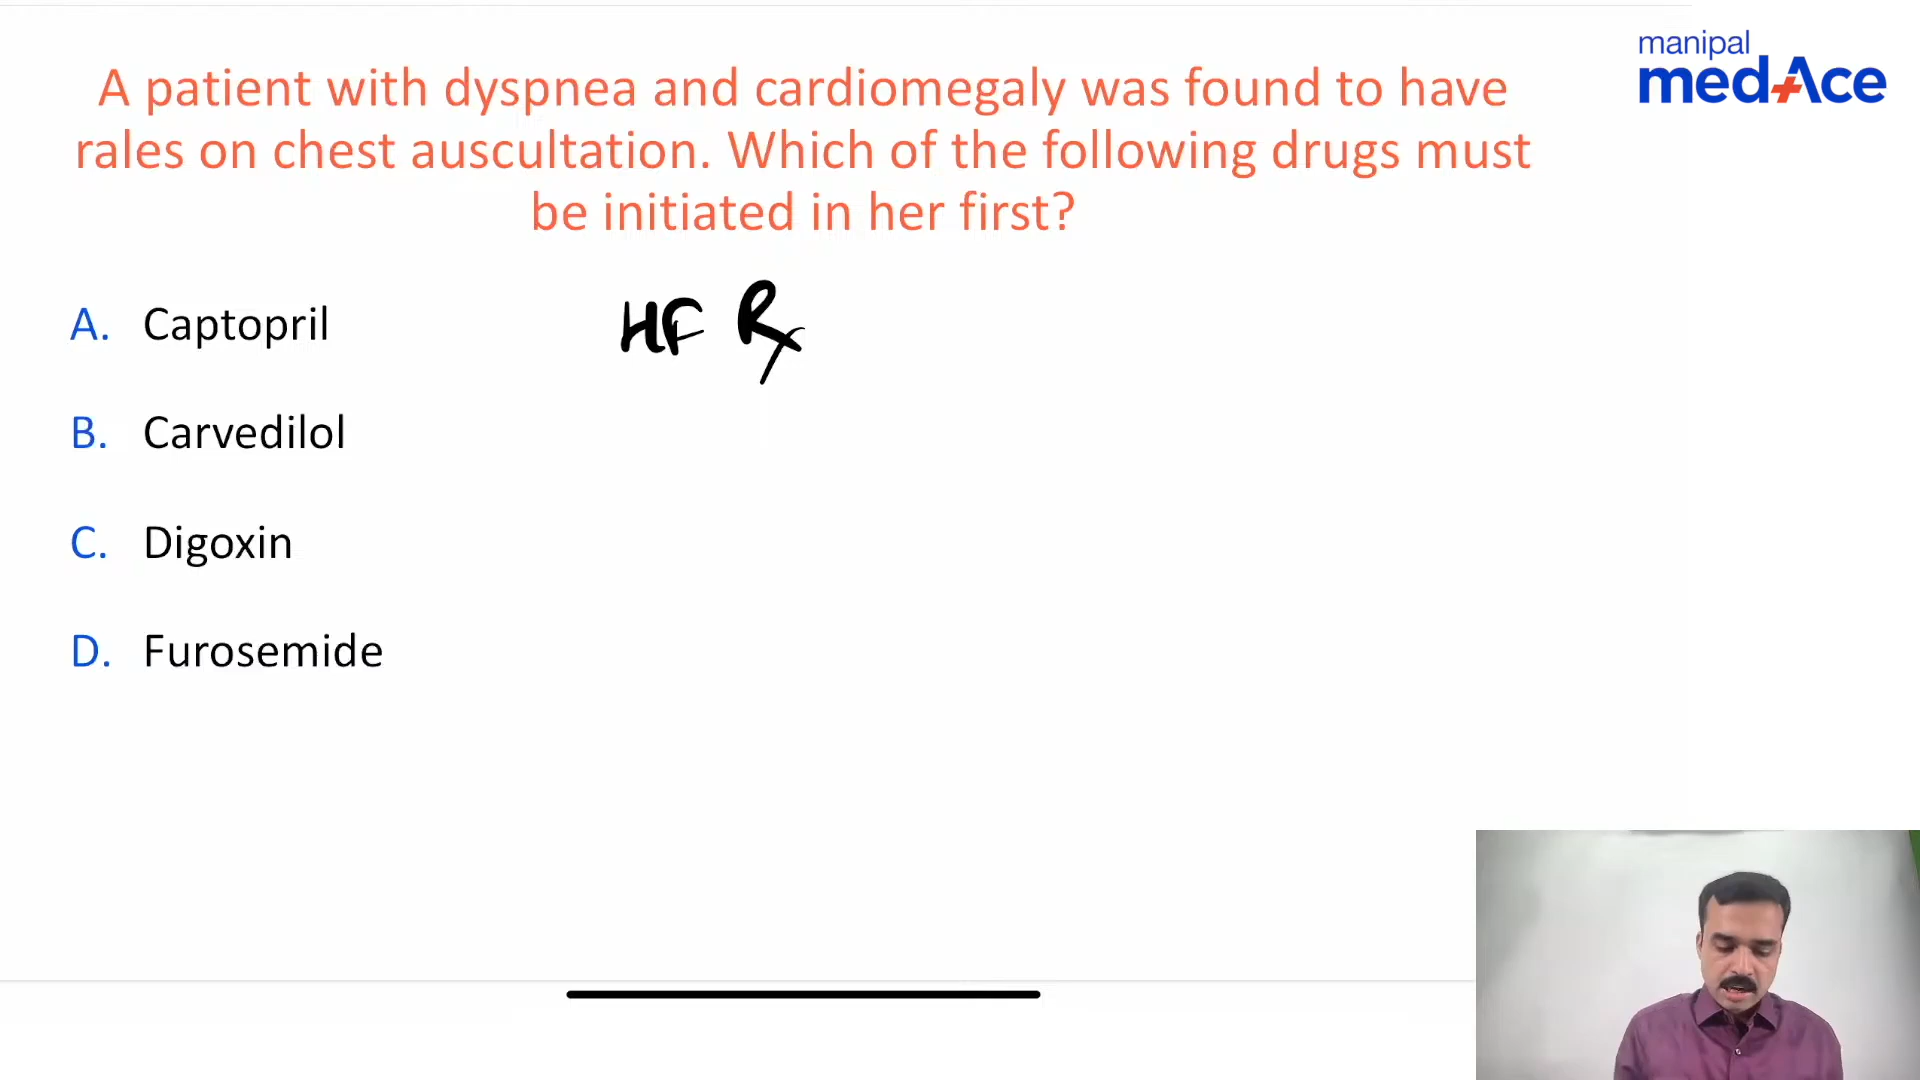 manipal
medAce
A patient with dyspnea and cardiomegaly was found to have
rales on chest auscultation. Which of the following drugs must
be initiated in her first?
HF Rx
A. Captopril
B. Carvedilol
C. Digoxin
D. Furosemide